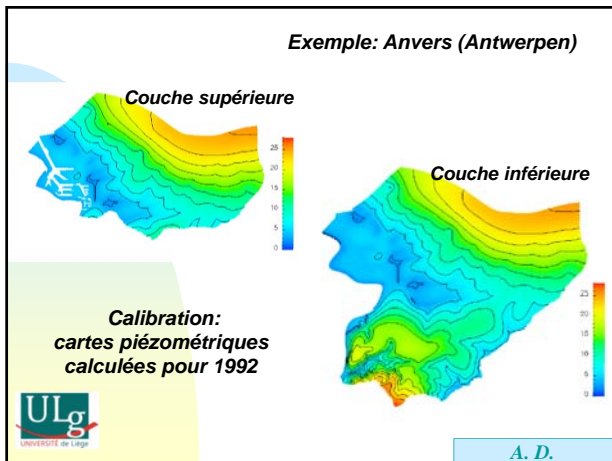 Exemple: Anvers (Antwerpen)
Couche supérieure
25
20
15
10
5
0
Couche inférieure
25
20
15
10
5
0
Calibration:
cartes piézométriques
calculées pour 1992
ULg
UNIVERSITÉ de Liège
A. D.